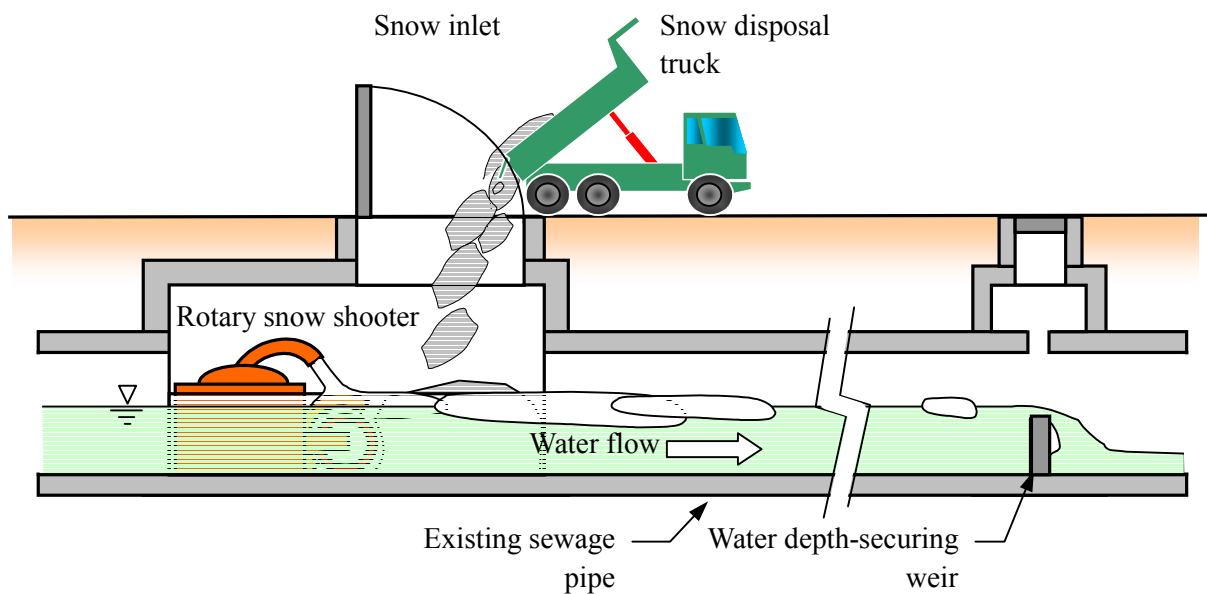 Snow inlet
Snow disposal
truck
Rotary snow shooter
Water flow
Existing sewage
pipe
Water depth-securing
weir